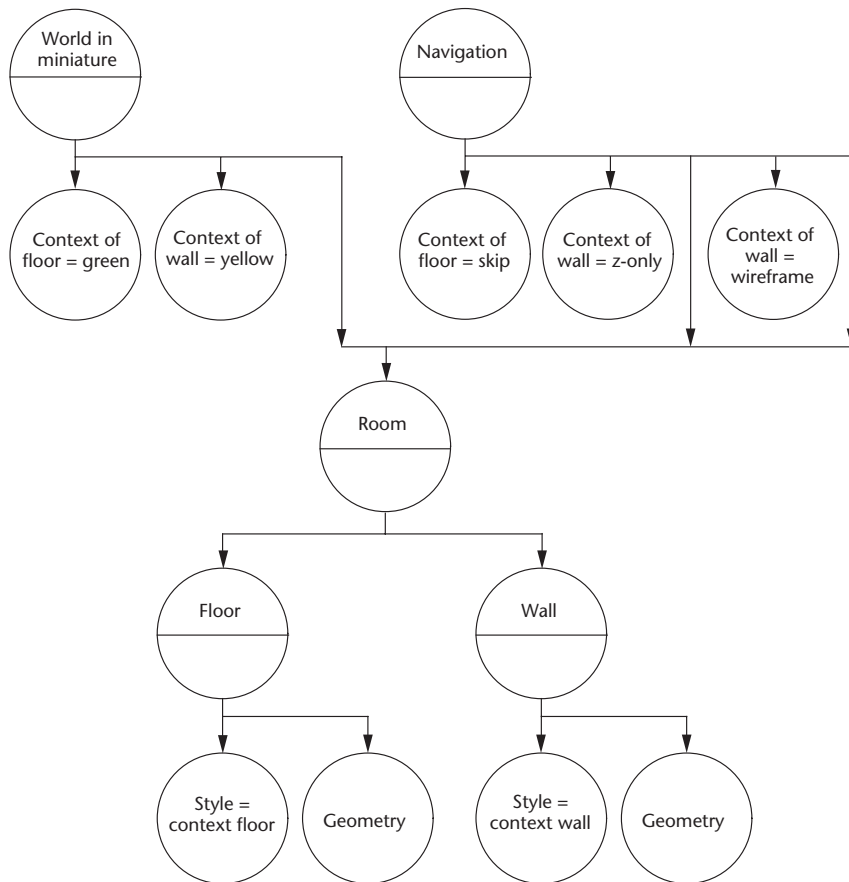 World in
miniature
Navigation
Context of
floor = green
Context of
wall = yellow
Context of
floor = skip
Context of
wall = z-only
Context of
wall =
wireframe
Room
Floor
Wall
Style =
context floor
Geometry
Style =
context wall
Geometry